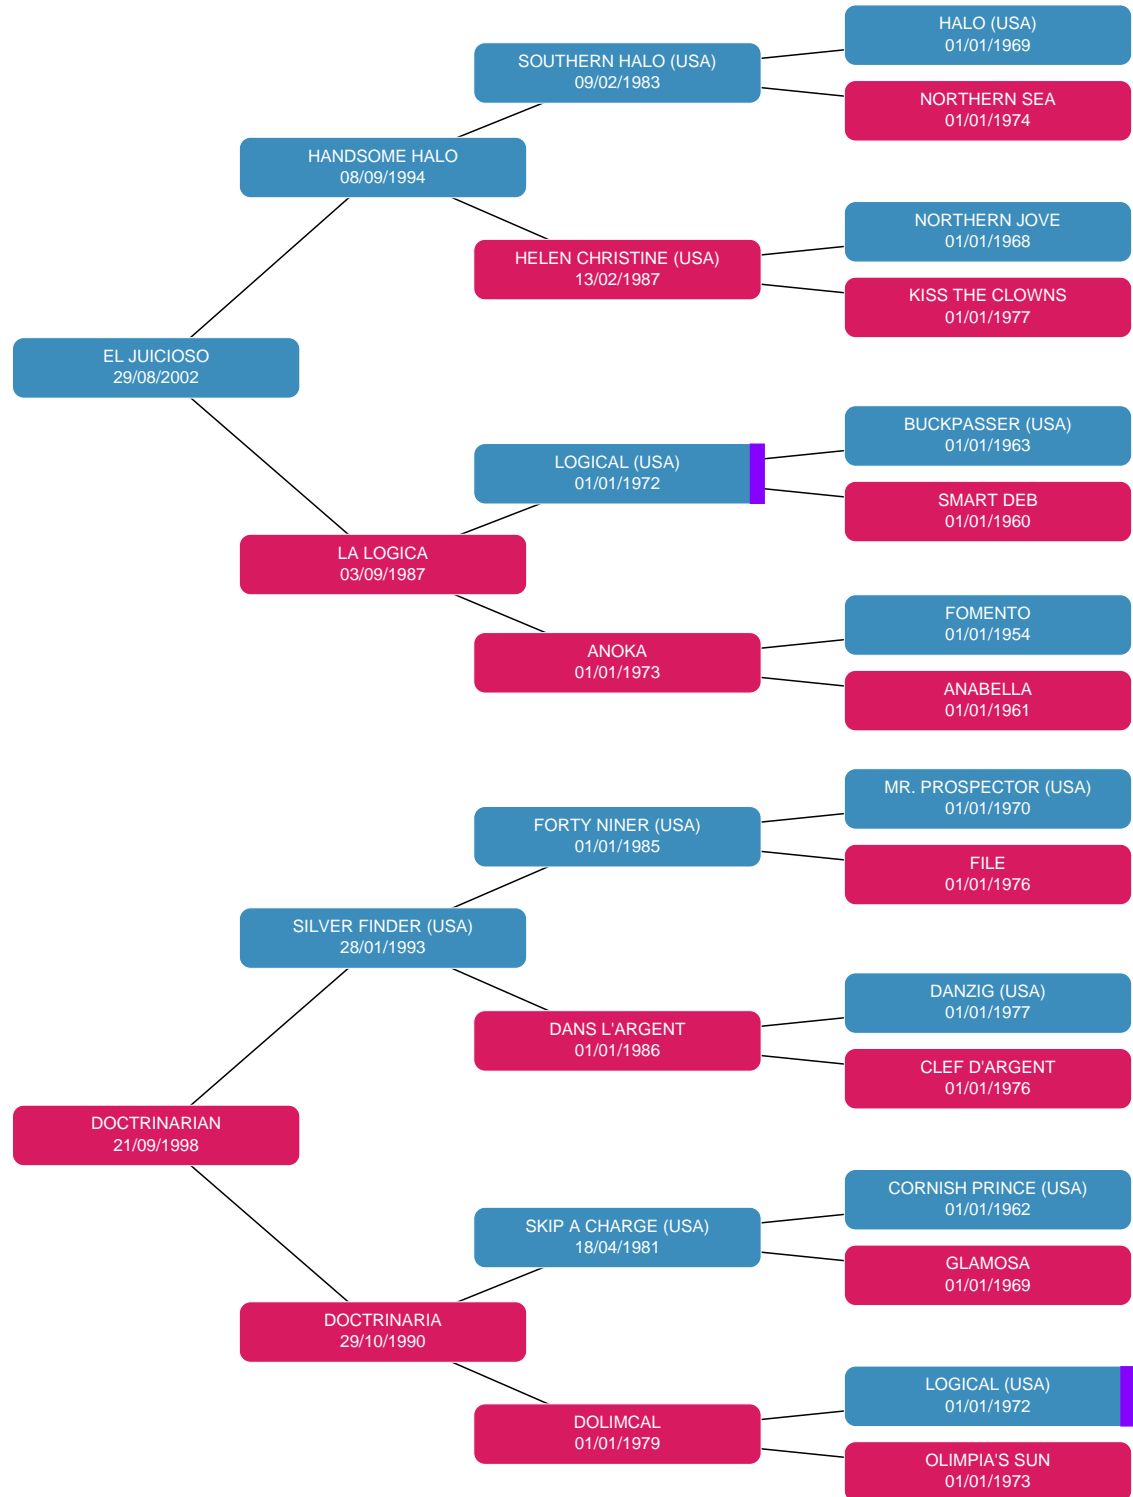 HALO (USA)
01/01/1969
SOUTHERN HALO (USA)
09/02/1983
NORTHERN SEA
01/01/1974
HANDSOME HALO
08/09/1994
NORTHERN JOVE
01/01/1968
HELEN CHRISTINE (USA)
13/02/1987
KISS THE CLOWNS
01/01/1977
EL JUICIOSO
29/08/2002
BUCKPASSER (USA)
01/01/1963
LOGICAL (USA)
01/01/1972
SMART DEB
01/01/1960
LA LOGICA
03/09/1987
FOMENTO
01/01/1954
ANOKA
01/01/1973
ANABELLA
01/01/1961
MR. PROSPECTOR (USA)
01/01/1970
FORTY NINER (USA)
01/01/1985
FILE
01/01/1976
SILVER FINDER (USA)
28/01/1993
DANZIG (USA)
01/01/1977
DANS L'ARGENT
01/01/1986
CLEF D'ARGENT
01/01/1976
DOCTRINARIAN
21/09/1998
CORNISH PRINCE (USA)
01/01/1962
SKIP A CHARGE (USA)
18/04/1981
GLAMOSA
01/01/1969
DOCTRINARIA
29/10/1990
LOGICAL (USA)
01/01/1972
DOLIMCAL
01/01/1979
OLIMPIA'S SUN
01/01/1973